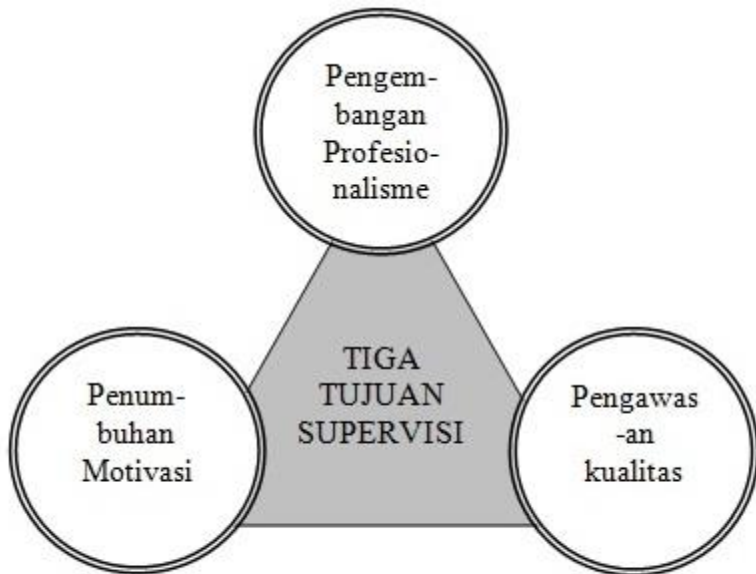 Pengem-
bangan
Profesio-
nalisme
TIGA
TUJUAN
SUPERVISI
Penum-
buhan
Motivasi
Pengawas
-an
kualitas